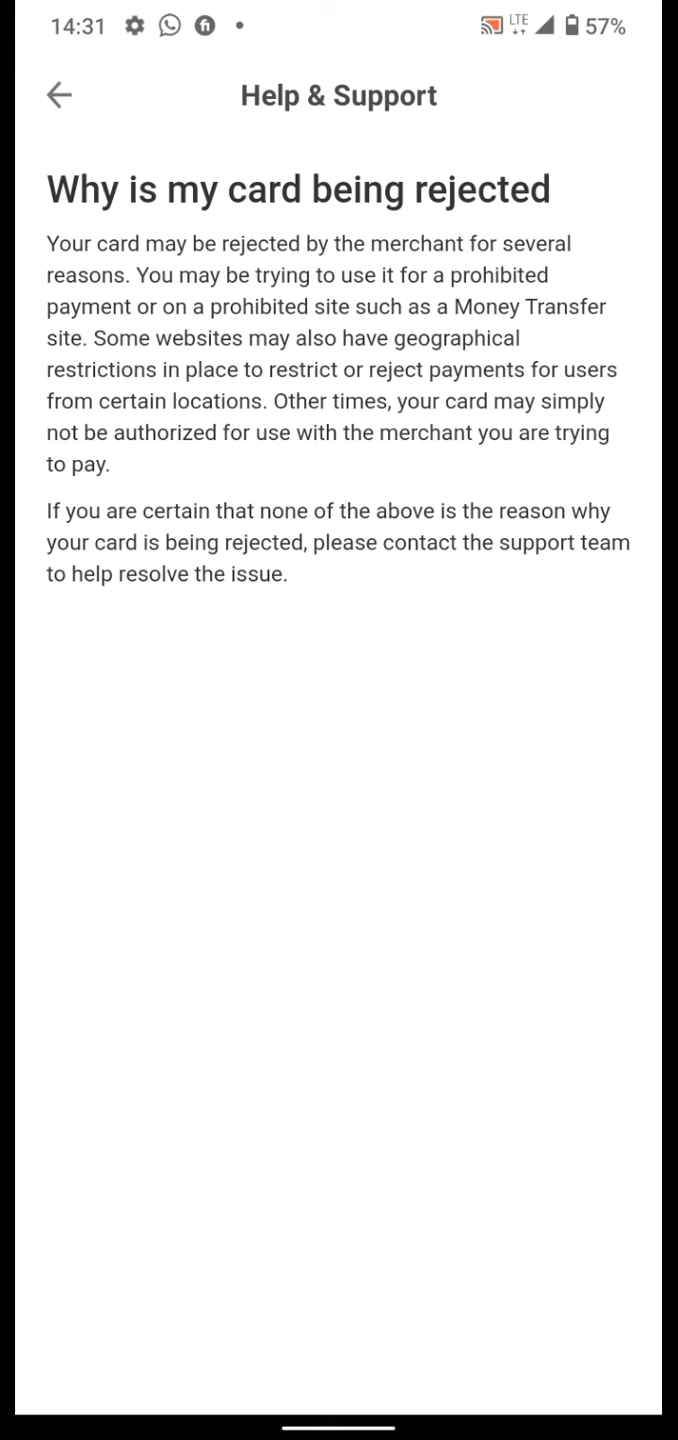 14:31
LTE
57%
Help & Support
Why is my card being rejected
Your card may be rejected by the merchant for several
reasons. You may be trying to use it for a prohibited
payment or on a prohibited site such as a Money Transfer
site. Some websites may also have geographical
restrictions in place to restrict or reject payments for users
from certain locations. Other times, your card may simply
not be authorized for use with the merchant you are trying
to pay.
If you are certain that none of the above is the reason why
your card is being rejected, please contact the support team
to help resolve the issue.